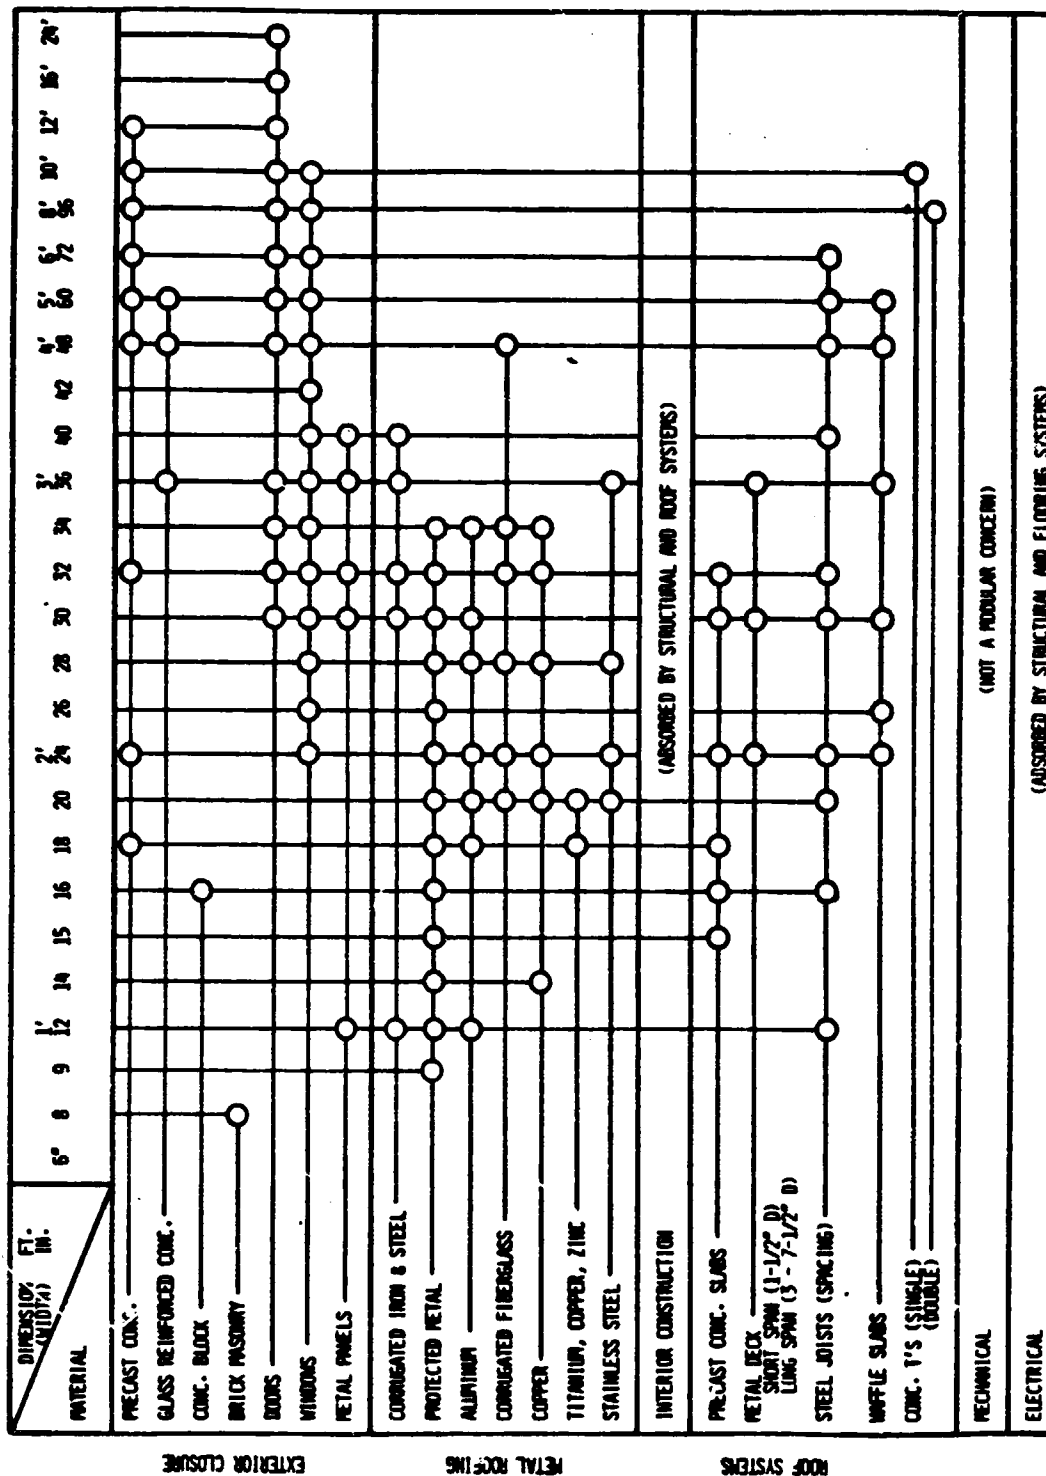 DIMENSION FT.
(WIDTH) IN.
MATERIAL
6" 8 9 1' 12 14 15 16 18 20 2' 24 26 28 30 32 34 3' 36 40 42 4' 48 5' 60 6' 72 8' 96 10' 12' 16' 24'
EXTERIOR CLOSURE
PRECAST CONC.
GLASS REINFORCED CONC.
CONC. BLOCK
BRICK MASONRY
DOORS
WINDOWS
METAL PANELS
METAL ROOFING
CORRUGATED IRON & STEEL
PROTECTED METAL
ALUMINUM
CORRUGATED FIBERGLASS
COPPER
TITANIUM, COPPER, ZINC
STAINLESS STEEL
INTERIOR CONSTRUCTION
(ABSORBED BY STRUCTURAL AND ROOF SYSTEMS)
ROOF SYSTEMS
PRECAST CONC. SLABS
METAL DECK
SHORT SPAN (1-1/2" D)
LONG SPAN (3 - 7-1/2" D)
STEEL JOISTS (SPACING)
WAFFLE SLABS
CONC. T'S (SINGLE)
(DOUBLE)
MECHANICAL
(NOT A MODULAR CONCERN)
ELECTRICAL
(ADSORBED BY STRUCTURAL AND FLOORING SYSTEMS)